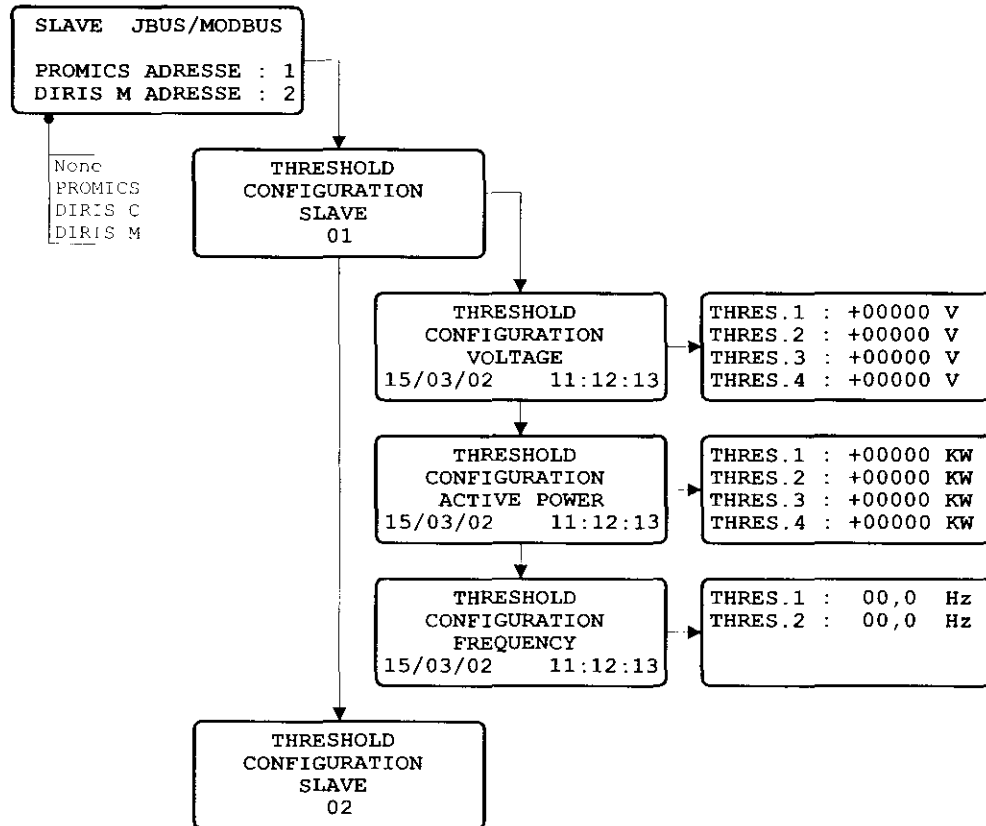 SLAVE JBUS/MODBUS
PROMICS ADRESSE : 1
DIRIS M ADRESSE : 2
None
PROMICS
DIRIS C
DIRIS M
THRESHOLD
CONFIGURATION
SLAVE
01
THRESHOLD
CONFIGURATION
VOLTAGE
15/03/02 11:12:13
THRES.1 : +00000 V
THRES.2 : +00000 V
THRES.3 : +00000 V
THRES.4 : +00000 V
THRESHOLD
CONFIGURATION
ACTIVE POWER
15/03/02 11:12:13
THRES.1 : +00000 KW
THRES.2 : +00000 KW
THRES.3 : +00000 KW
THRES.4 : +00000 KW
THRESHOLD
CONFIGURATION
FREQUENCY
15/03/02 11:12:13
THRES.1 : 00,0 Hz
THRES.2 : 00,0 Hz
THRESHOLD
CONFIGURATION
SLAVE
02